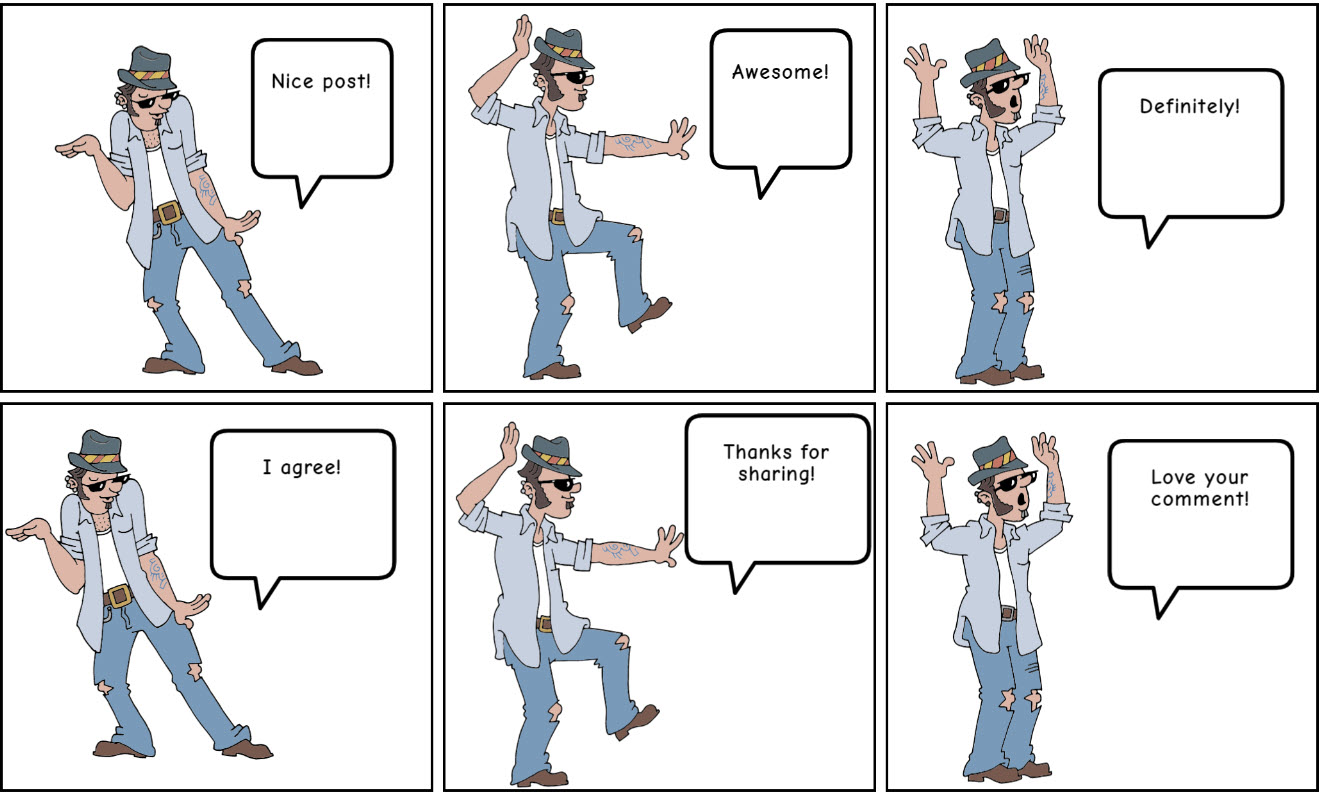 Nice post!
Awesome!
Definitely!
I agree!
Thanks for
sharing!
Love your
comment!